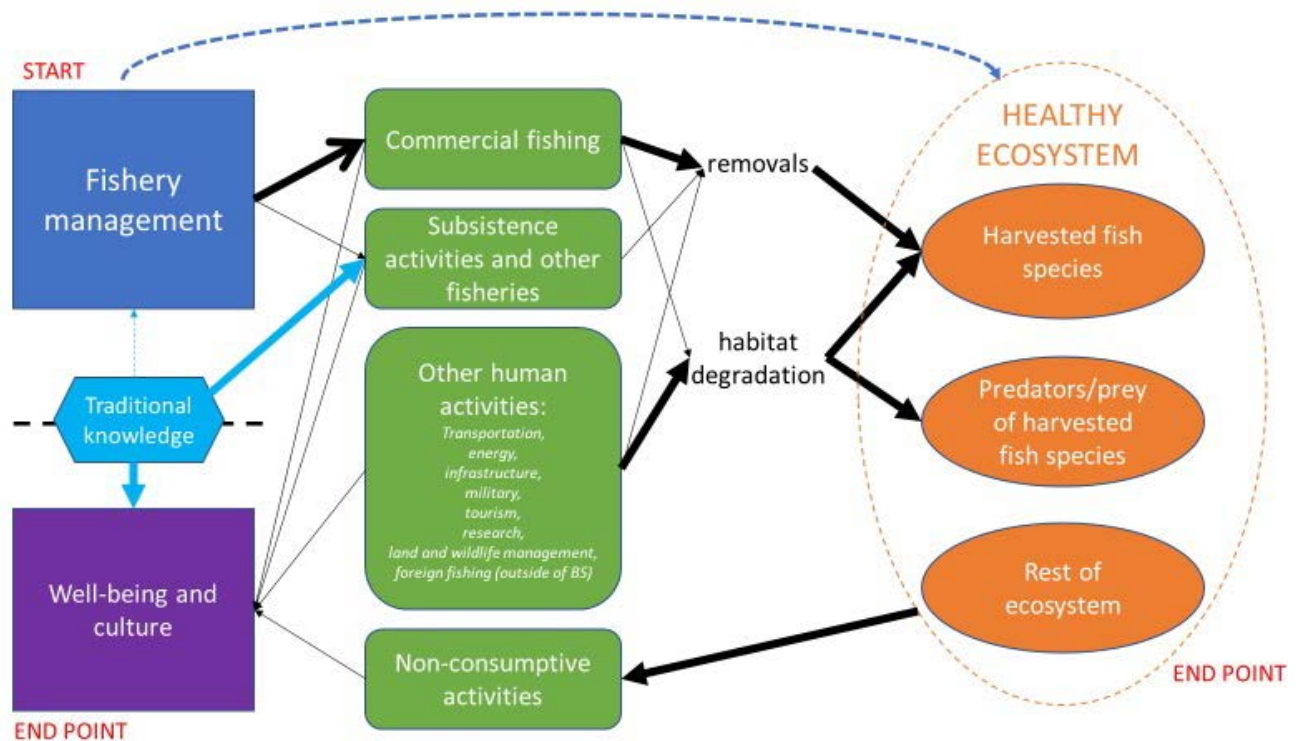 START
Fishery
management
Traditional
knowledge
Well-being and
culture
END POINT
Commercial fishing
Subsistence
activities and other
fisheries
Other human
activities:
Transportation,
energy,
infrastructure,
military,
tourism,
research,
land and wildlife management,
foreign fishing (outside of BS)
Non-consumptive
activities
removals
habitat
degradation
HEALTHY
ECOSYSTEM
Harvested fish
species
Predators/prey
of harvested
fish species
Rest of
ecosystem
END POINT